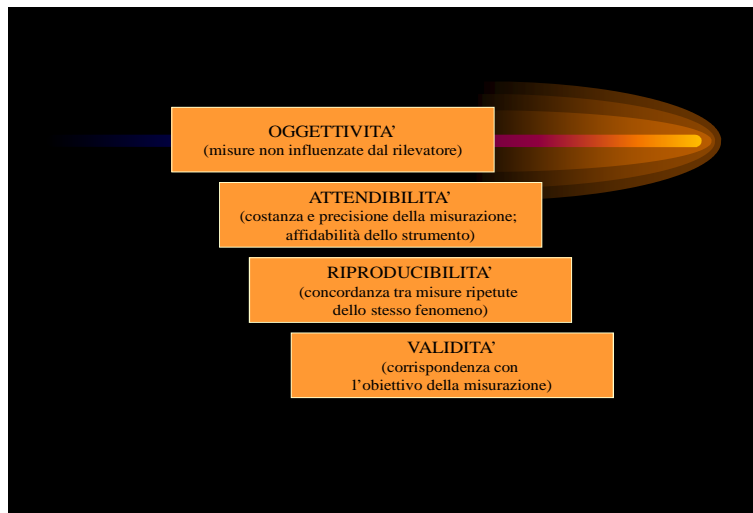 OGGETTIVITA’
(misure non influenzate dal rilevatore)
ATTENDIBILITA’
(costanza e precisione della misurazione;
affidabilità dello strumento)
RIPRODUCIBILITA’
(concordanza tra misure ripetute
dello stesso fenomeno)
VALIDITA’
(corrispondenza con
l’obiettivo della misurazione)